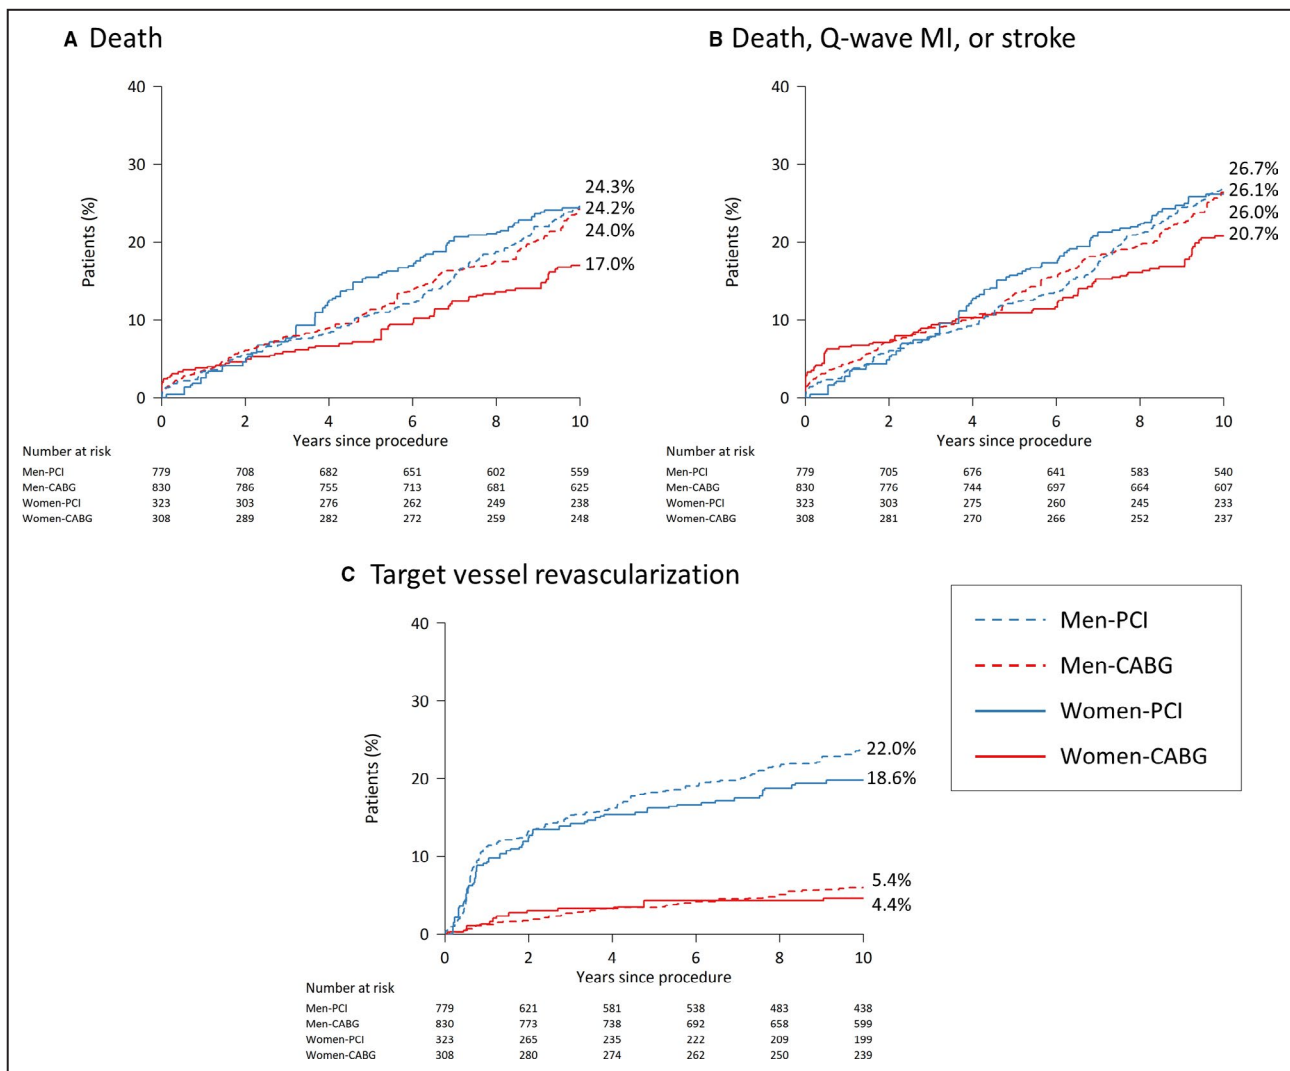 A Death
40
30
20
10
0
Patients (%)
24.3%
24.2%
24.0%
17.0%
0 2 4 6 8 10
Years since procedure
Number at risk
Men-PCI 779 708 682 651 602 559
Men-CABG 830 786 755 713 681 625
Women-PCI 323 303 276 262 249 238
Women-CABG 308 289 282 272 259 248
B Death, Q-wave MI, or stroke
40
30
20
10
0
Patients (%)
26.7%
26.1%
26.0%
20.7%
0 2 4 6 8 10
Years since procedure
Number at risk
Men-PCI 779 705 676 641 583 540
Men-CABG 830 776 744 697 664 607
Women-PCI 323 303 275 260 245 233
Women-CABG 308 281 270 266 252 237
C Target vessel revascularization
40
30
20
10
0
Patients (%)
22.0%
18.6%
5.4%
4.4%
0 2 4 6 8 10
Years since procedure
Number at risk
Men-PCI 779 621 581 538 483 438
Men-CABG 830 773 738 692 658 599
Women-PCI 323 265 235 222 209 199
Women-CABG 308 280 274 262 250 239
Men-PCI
Men-CABG
Women-PCI
Women-CABG